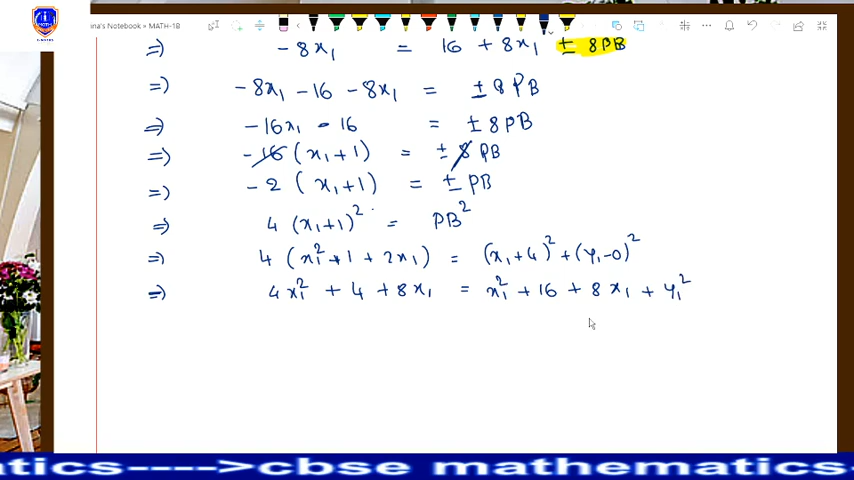 na's Notebook » MATH-1B
=> -8x₁ = 16 + 8x₁ ± 8PB
=> -8x₁ - 16 - 8x₁ = ± 8PB
=> -16x₁ - 16 = ± 8PB
=> -16 (x₁+1) = ± 8 PB
=> -2 (x₁+1) = ± PB
=> 4 (x₁+1)² = PB²
=> 4 (x₁² + 1 + 2x₁) = (x₁+4)² + (y₁-0)²
=> 4x₁² + 4 + 8x₁ = x₁² + 16 + 8x₁ + y₁²
atics---->cbse mathematics-